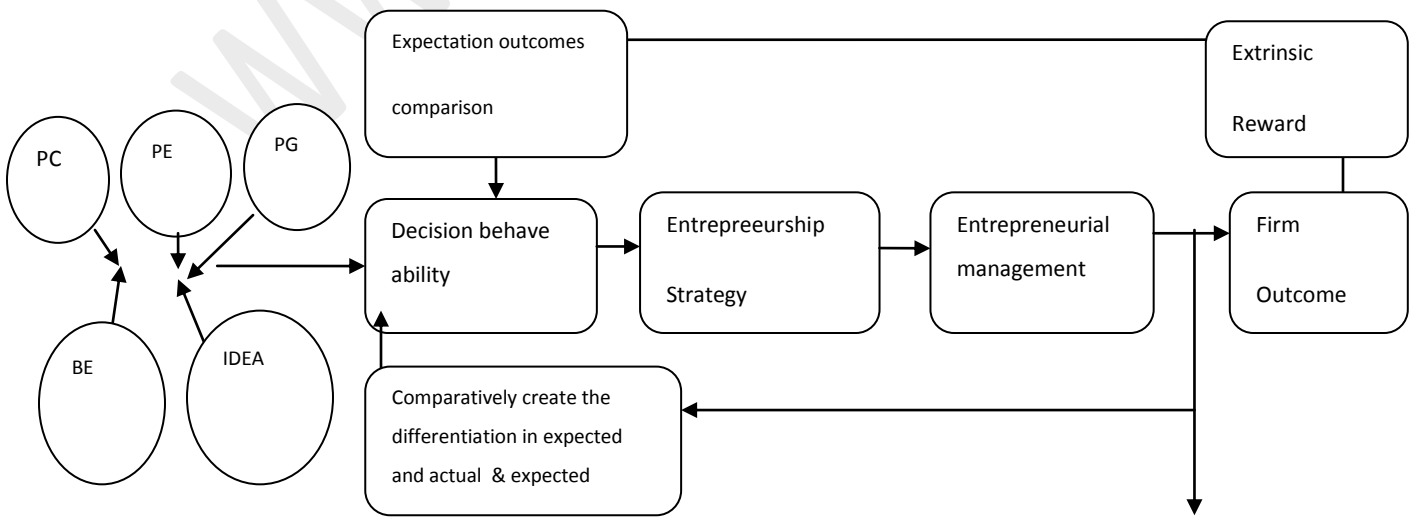 Expectation outcomes
comparison
Extrinsic
Reward
PC
PE
PG
Decision behave
ability
Entrepreeurship
Strategy
Entrepreneurial
management
Firm
Outcome
BE
IDEA
Comparatively create the
differentiation in expected
and actual & expected